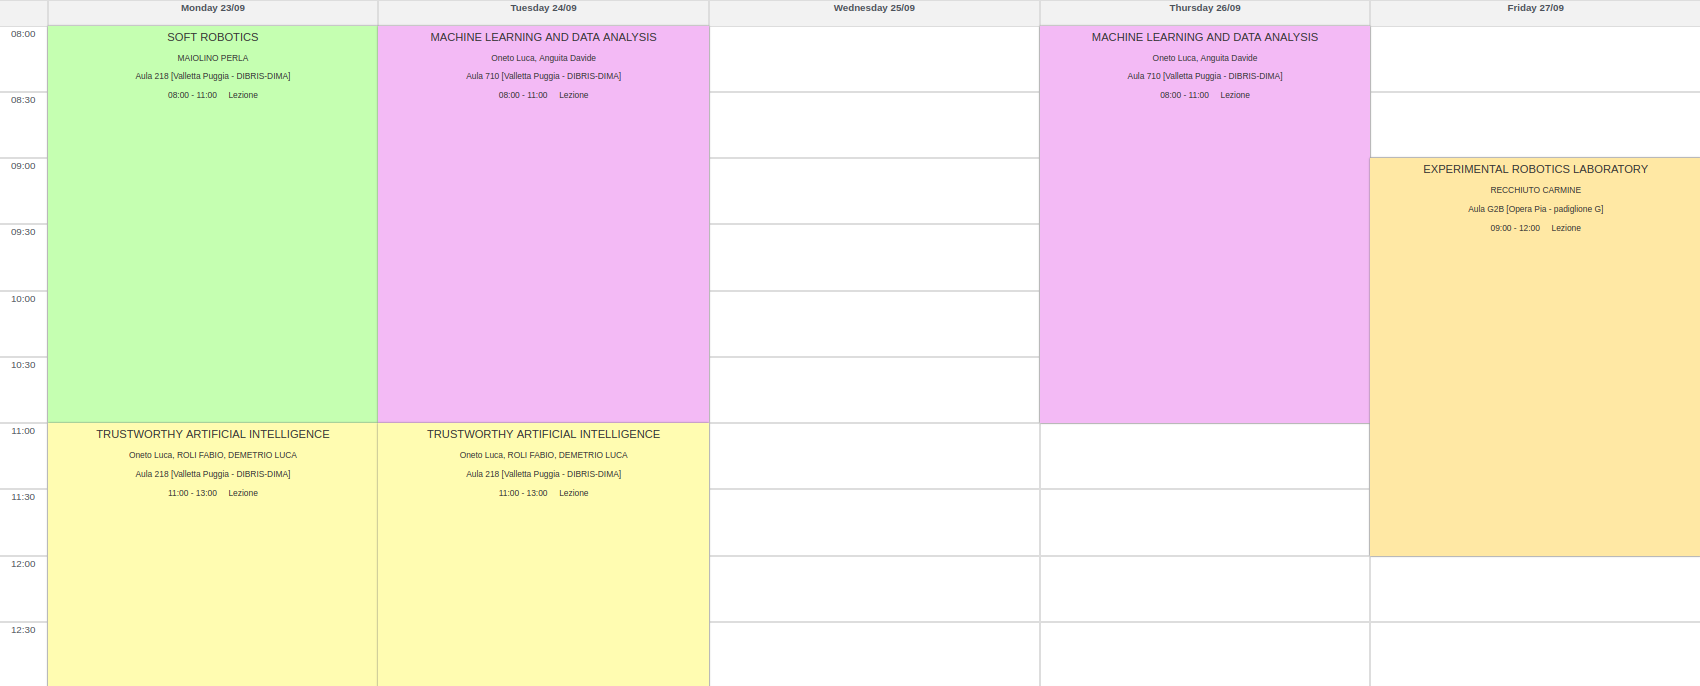 Monday 23/09
Tuesday 24/09
Wednesday 25/09
Thursday 26/09
Friday 27/09
08:00
08:30
09:00
09:30
10:00
10:30
11:00
11:30
12:00
12:30
SOFT ROBOTICS
MAIOLINO PERLA
Aula 218 [Valletta Puggia - DIBRIS-DIMA]
08:00 - 11:00 Lezione
TRUSTWORTHY ARTIFICIAL INTELLIGENCE
Oneto Luca, ROLI FABIO, DEMETRIO LUCA
Aula 218 [Valletta Puggia - DIBRIS-DIMA]
11:00 - 13:00 Lezione
MACHINE LEARNING AND DATA ANALYSIS
Oneto Luca, Anguita Davide
Aula 710 [Valletta Puggia - DIBRIS-DIMA]
08:00 - 11:00 Lezione
TRUSTWORTHY ARTIFICIAL INTELLIGENCE
Oneto Luca, ROLI FABIO, DEMETRIO LUCA
Aula 218 [Valletta Puggia - DIBRIS-DIMA]
11:00 - 13:00 Lezione
MACHINE LEARNING AND DATA ANALYSIS
Oneto Luca, Anguita Davide
Aula 710 [Valletta Puggia - DIBRIS-DIMA]
08:00 - 11:00 Lezione
EXPERIMENTAL ROBOTICS LABORATORY
RECCHIUTO CARMINE
Aula G2B [Opera Pia - padiglione G]
09:00 - 12:00 Lezione